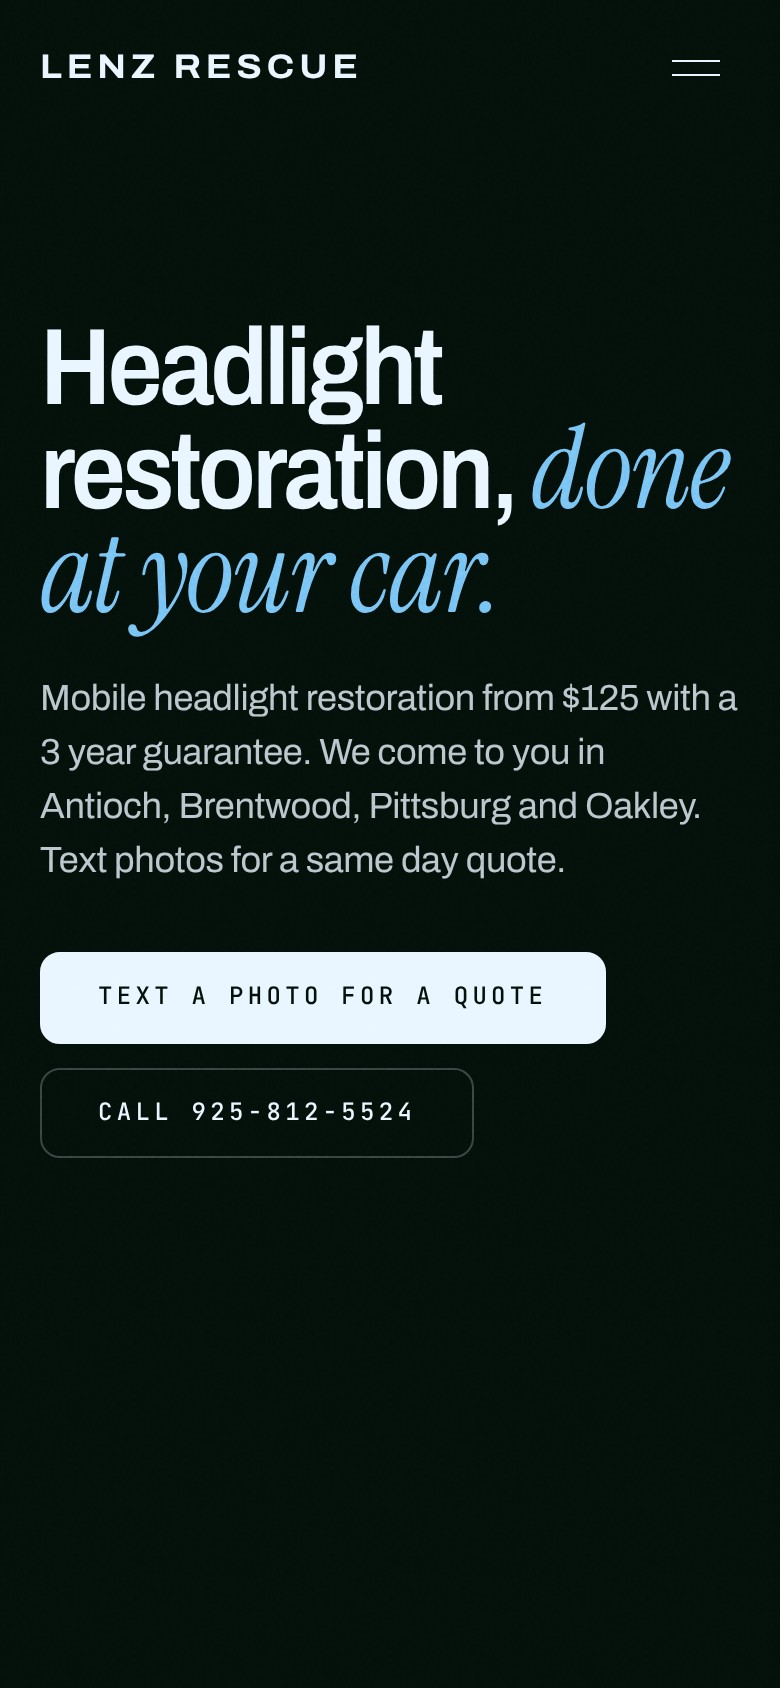 LENZ RESCUE
Headlight
restoration, done
at your car.
Mobile headlight restoration from $125 with a
3 year guarantee. We come to you in
Antioch, Brentwood, Pittsburg and Oakley.
Text photos for a same day quote.
TEXT A PHOTO FOR A QUOTE
CALL 925-812-5524